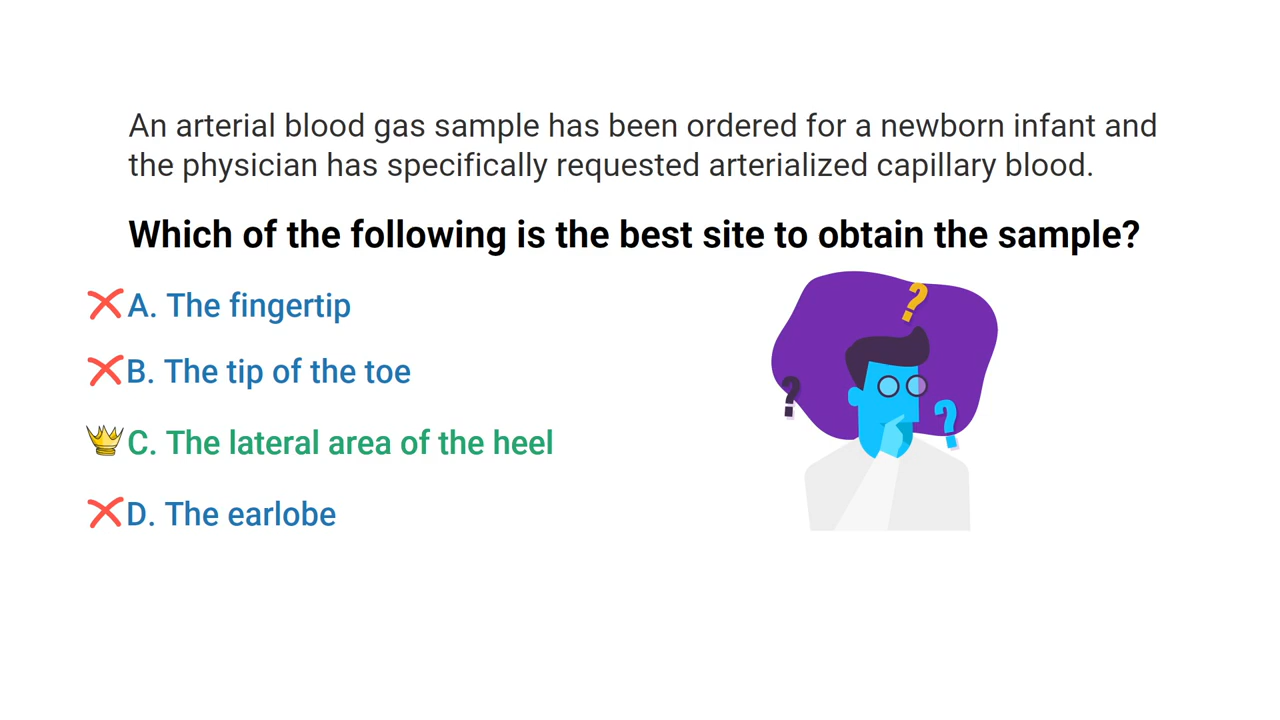 An arterial blood gas sample has been ordered for a newborn infant and
the physician has specifically requested arterialized capillary blood.
Which of the following is the best site to obtain the sample?
A. The fingertip
B. The tip of the toe
C. The lateral area of the heel
D. The earlobe
?
?
?